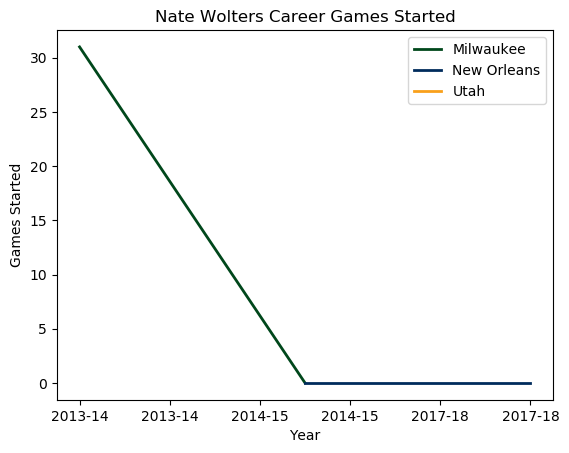 Nate Wolters Career Games Started
Milwaukee
New Orleans
Utah
30
25
20
15
10
5
0
Games Started
2013-14 2013-14 2014-15 2014-15 2017-18 2017-18
Year